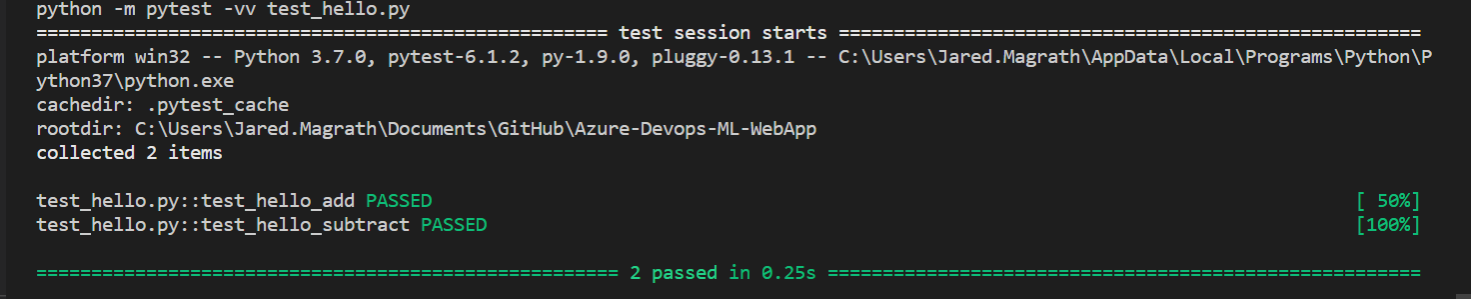 python -m pytest -vv test_hello.py
==================================================== test session starts =====================================================
platform win32 -- Python 3.7.0, pytest-6.1.2, py-1.9.0, pluggy-0.13.1 -- C:\Users\Jared.Magrath\AppData\Local\Programs\Python\P
ython37\python.exe
cachedir: .pytest_cache
rootdir: C:\Users\Jared.Magrath\Documents\GitHub\Azure-Devops-ML-WebApp
collected 2 items
test_hello.py::test_hello_add PASSED [ 50%]
test_hello.py::test_hello_subtract PASSED [100%]
===================================================== 2 passed in 0.25s ======================================================